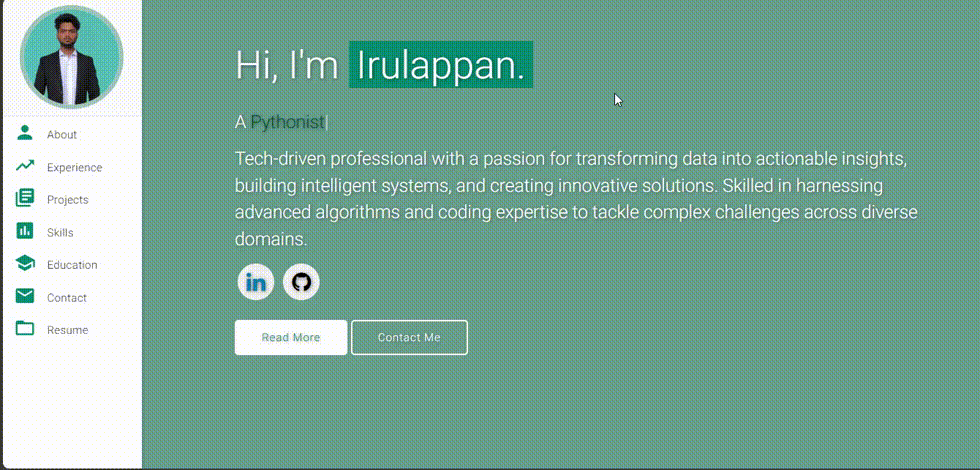 About
Experience
Projects
Skills
Education
Contact
Resume
Hi, I'm Irulappan.
A Pythonist|
Tech-driven professional with a passion for transforming data into actionable insights,
building intelligent systems, and creating innovative solutions. Skilled in harnessing
advanced algorithms and coding expertise to tackle complex challenges across diverse
domains.
in
Read More Contact Me